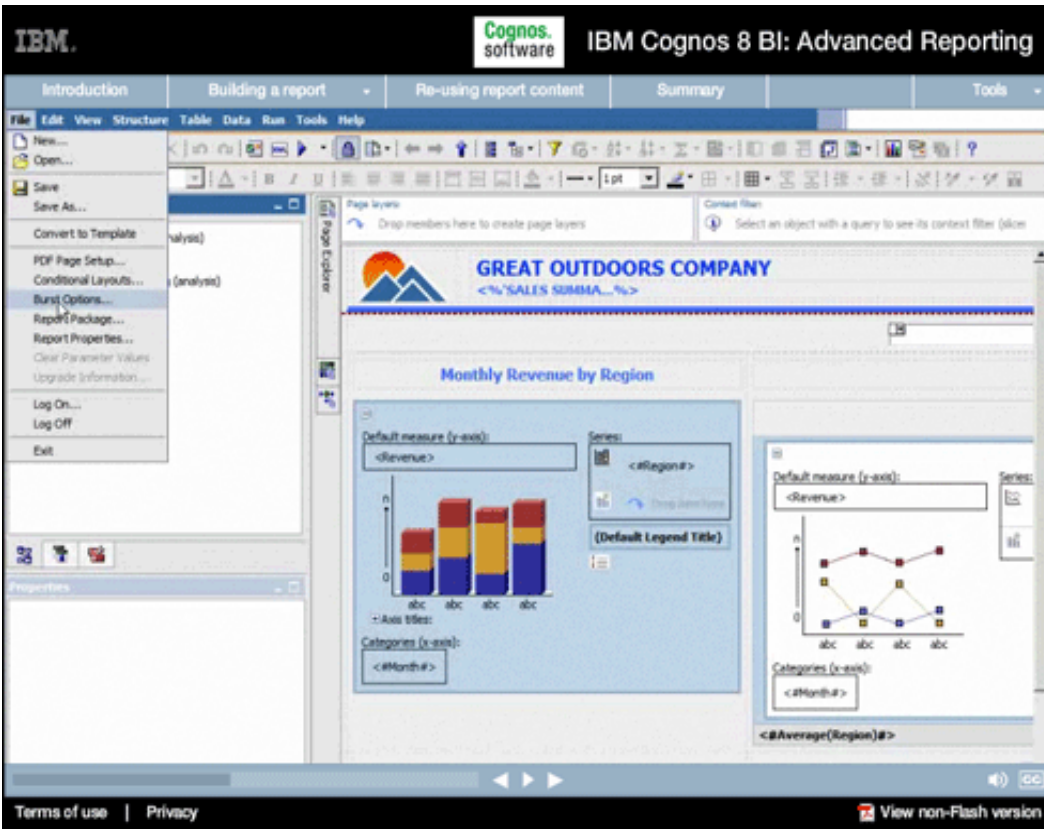 IBM.
Cognos.
software
IBM Cognos 8 BI: Advanced Reporting
Introduction Building a report Re-using report content Summary Tools
File Edit View Structure Table Data Run Tools Help
New...
Open...
Save
Save As...
Convert to Template
PDF Page Setup...
Conditional Layouts...
Burst Options...
Report Package...
Report Properties...
Clear Parameter Values
Upgrade Information...
Log On...
Log Off
Exit
1pt
nalysis)
(analysis)
Page Explorer
Page layers:
Drop members here to create page layers
Context filter:
Select an object with a query to see its context filter (slicer
GREAT OUTDOORS COMPANY
<%'SALES SUMMA...%>
Monthly Revenue by Region
Default measure (y-axis):
<Revenue>
Series:
<#Region#>
(Default Legend Title)
n
0
abc abc abc abc
Axis titles:
Categories (x-axis):
<#Month#>
Default measure (y-axis):
<Revenue>
Series:
n
0
abc abc abc abc
Categories (x-axis):
<#Month#>
<#Average(Region)#>
Properties
CC
Terms of use | Privacy
View non-Flash version